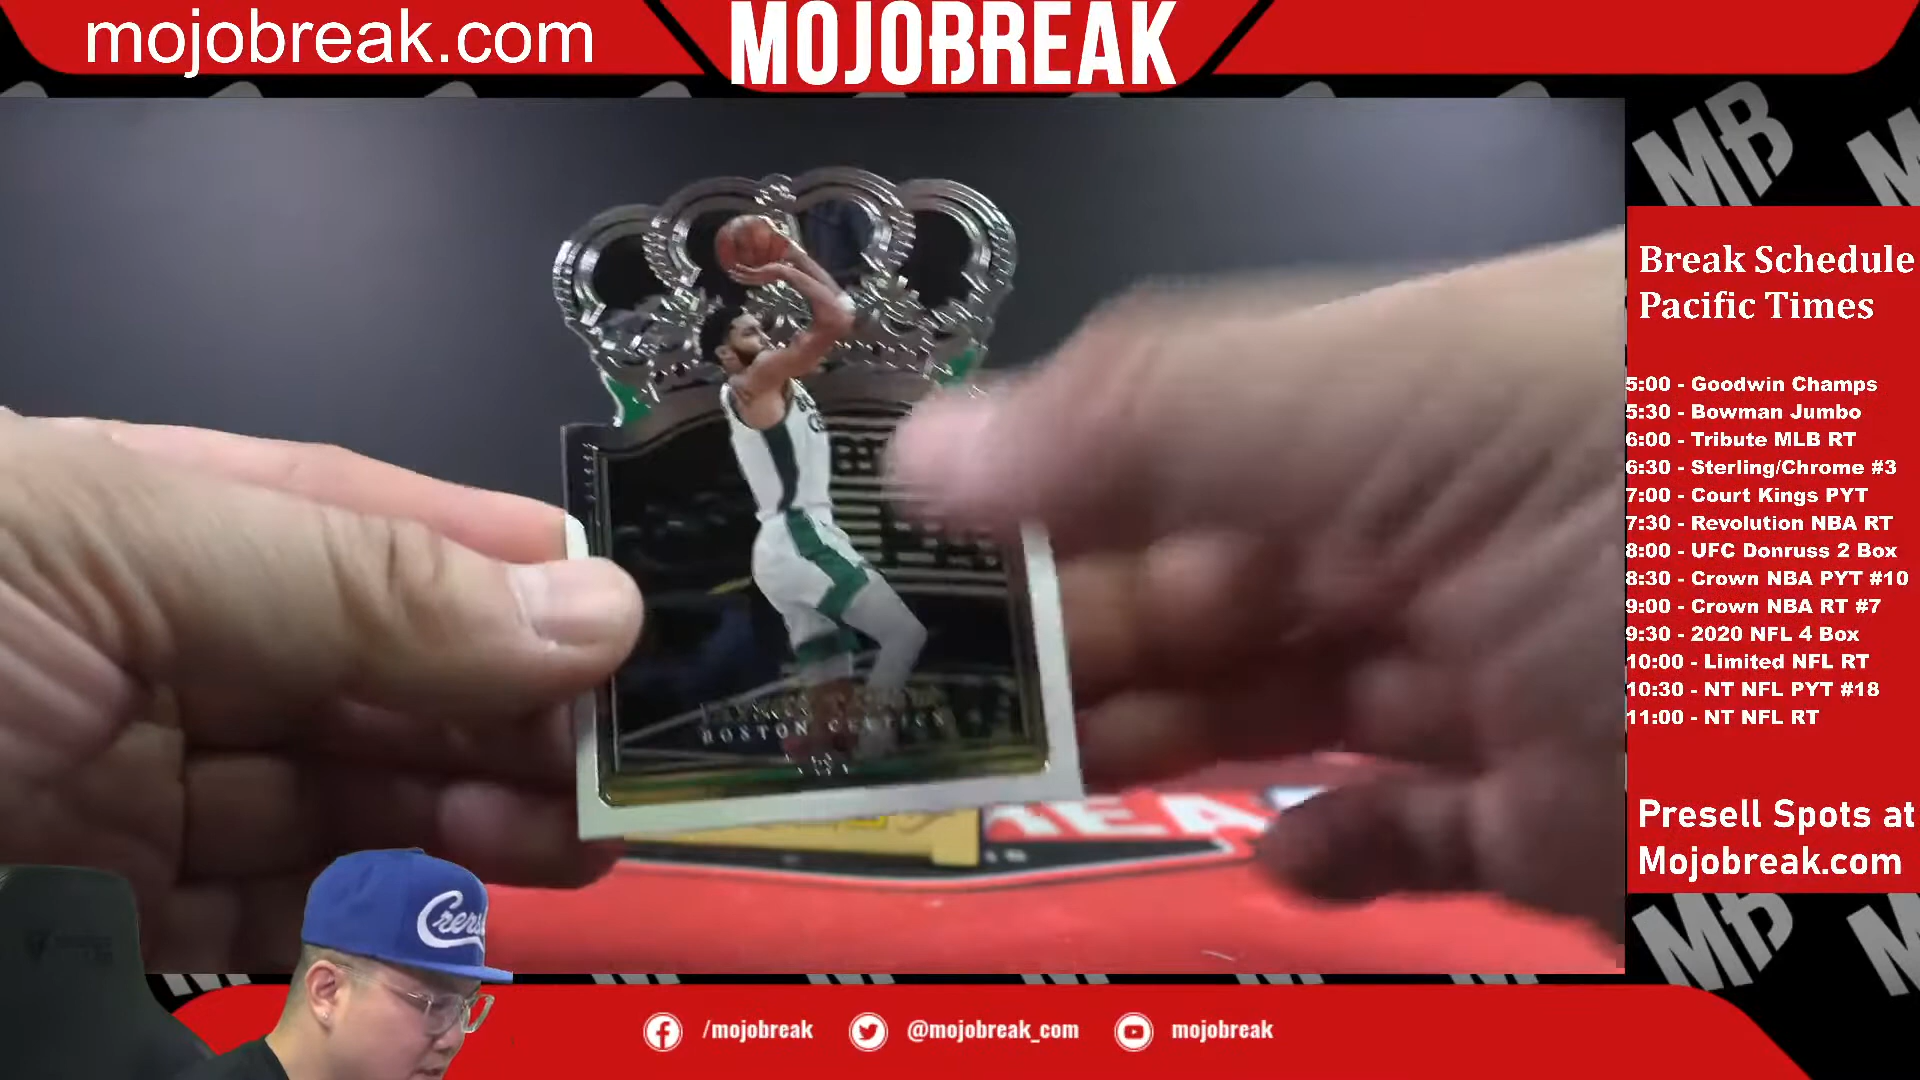 mojobreak.com
MOJOBREAK
MB
Break Schedule
Pacific Times
5:00 - Goodwin Champs
5:30 - Bowman Jumbo
6:00 - Tribute MLB RT
6:30 - Sterling/Chrome #3
7:00 - Court Kings PYT
7:30 - Revolution NBA RT
8:00 - UFC Donruss 2 Box
8:30 - Crown NBA PYT #10
9:00 - Crown NBA RT #7
9:30 - 2020 NFL 4 Box
10:00 - Limited NFL RT
10:30 - NT NFL PYT #18
11:00 - NT NFL RT
Presell Spots at
Mojobreak.com
BOSTON CELTICS
MB
/mojobreak
@mojobreak_com
mojobreak